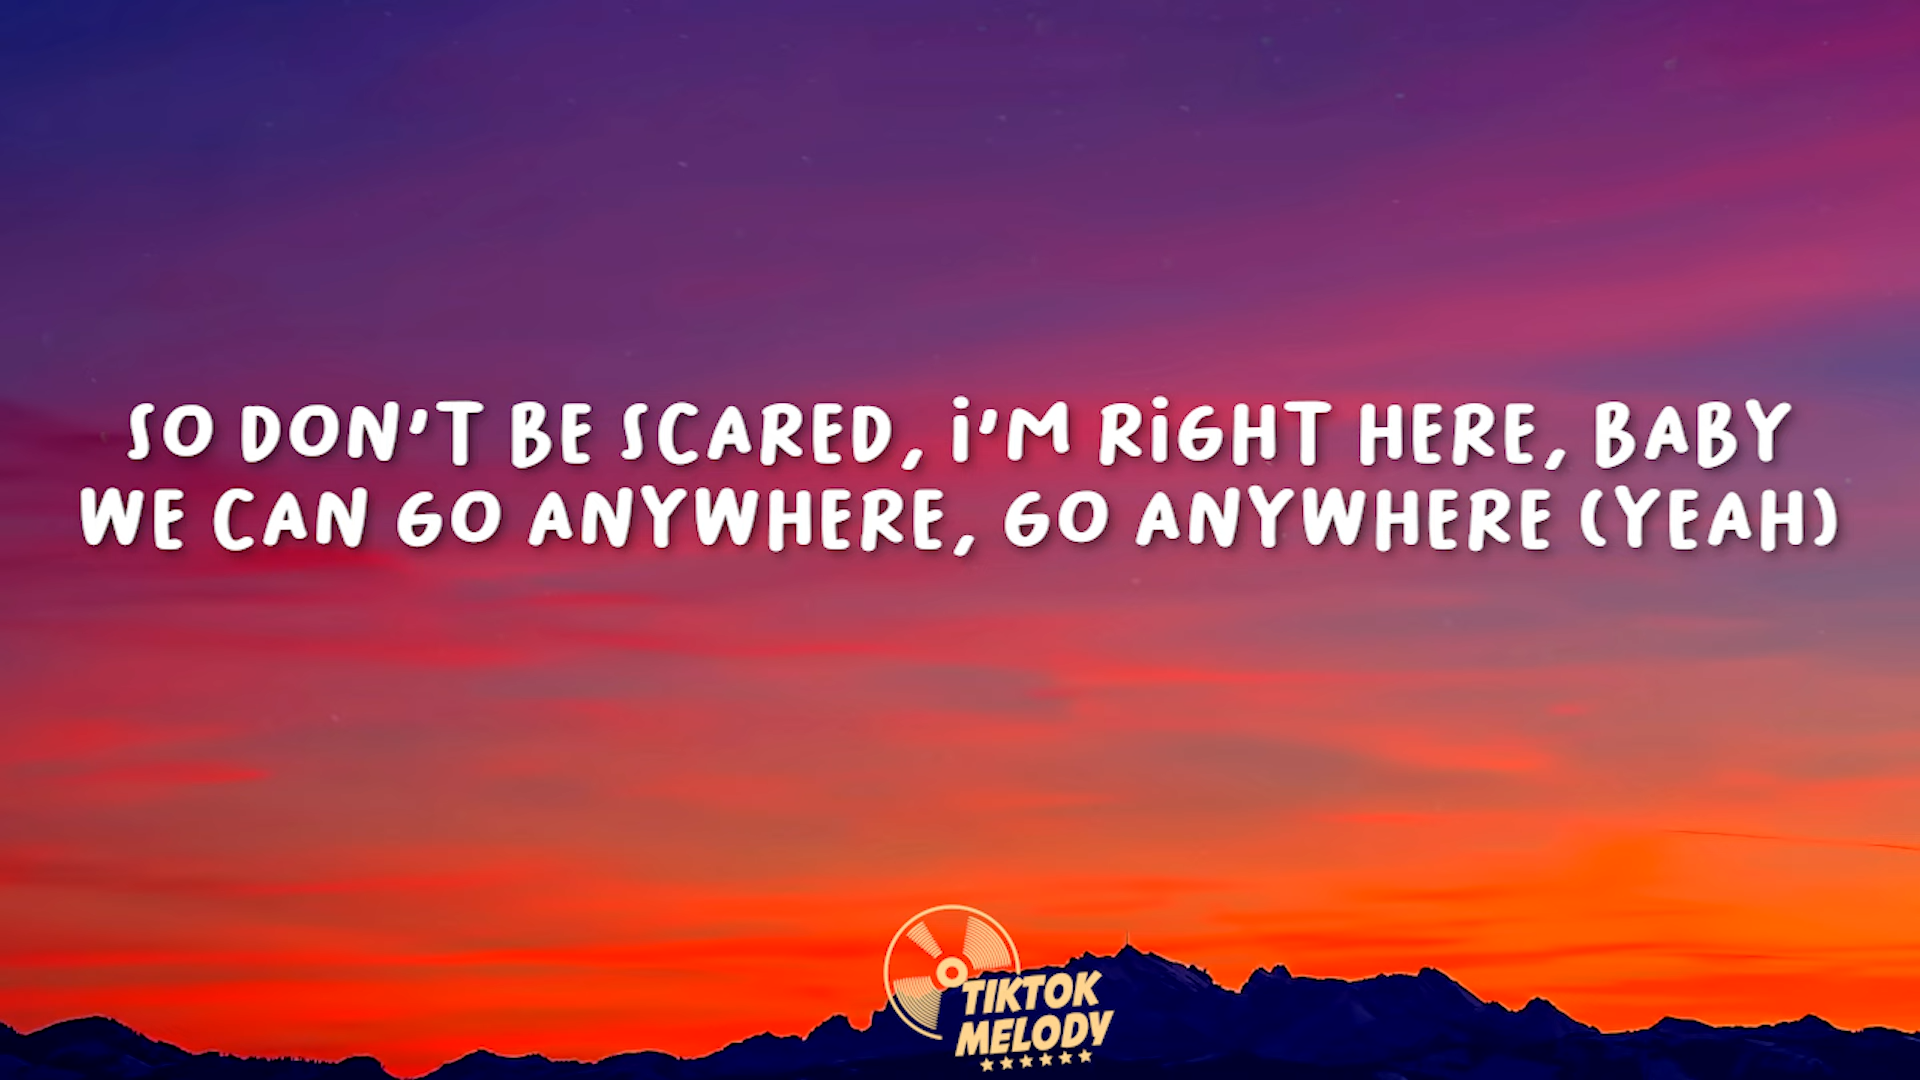 SO DON'T BE SCARED, i'M RiGHT HERE, BABY
WE CAN GO ANYWHERE, GO ANYWHERE (YEAH)
TIKTOK
MELODY